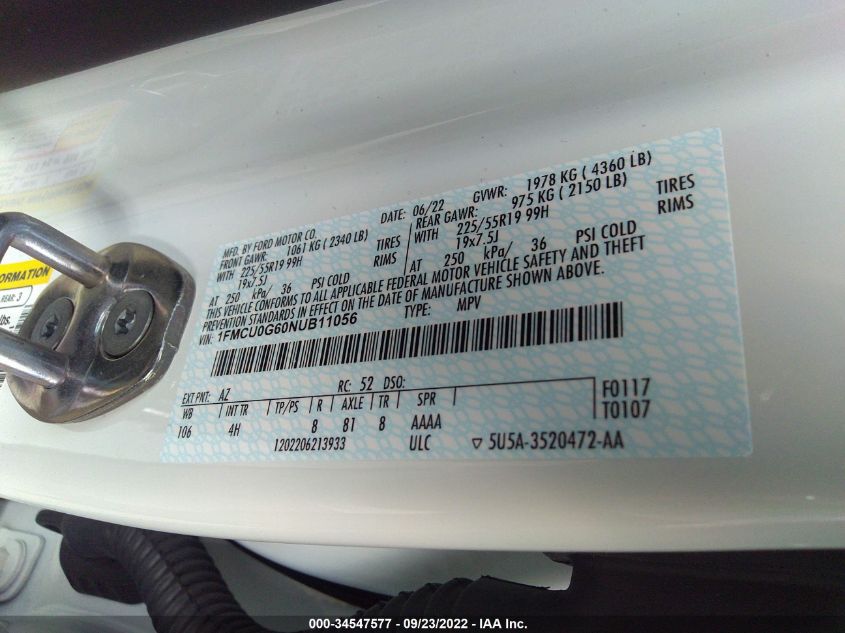 MFD. BY FORD MOTOR CO.
DATE: 06/22 GVWR: 1978 KG ( 4360 LB)
FRONT GAWR: 1061 KG ( 2340 LB) REAR GAWR: 975 KG ( 2150 LB)
WITH 225/55R19 99H TIRES WITH 225/55R19 99H TIRES
19x7.5J RIMS 19x7.5J RIMS
AT 250 kPa/ 36 PSI COLD AT 250 kPa/ 36 PSI COLD
THIS VEHICLE CONFORMS TO ALL APPLICABLE FEDERAL MOTOR VEHICLE SAFETY AND THEFT
PREVENTION STANDARDS IN EFFECT ON THE DATE OF MANUFACTURE SHOWN ABOVE.
VIN: 1FMCU0G60NUB11056 TYPE: MPV
EXT PNT: AZ RC: 52 DSO: F0117
WB INT TR TP/PS R AXLE TR SPR T0107
106 4H 8 81 8 AAAA
1202206213933 ULC ▽ 5U5A-3520472-AA
FORMATION
REAR: 3
lbs.
000-34547577 - 09/23/2022 - IAA Inc.